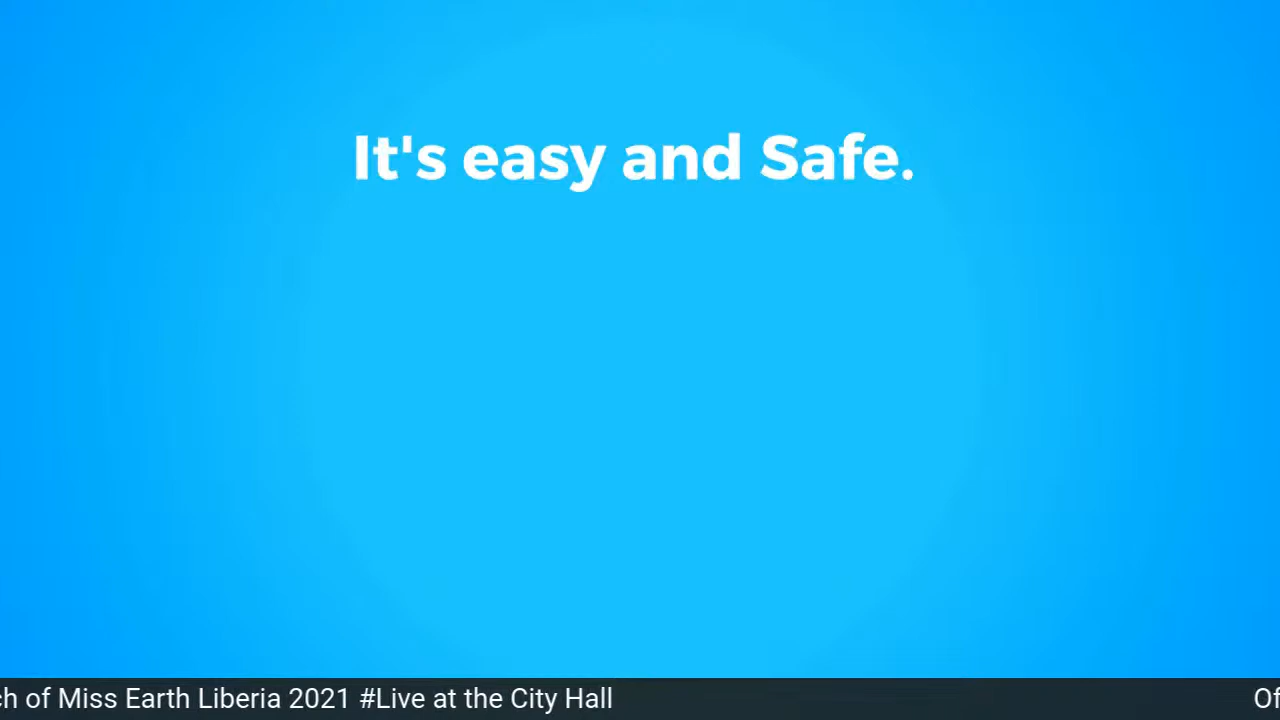 It's easy and Safe.
of Miss Earth Liberia 2021 #Live at the City Hall